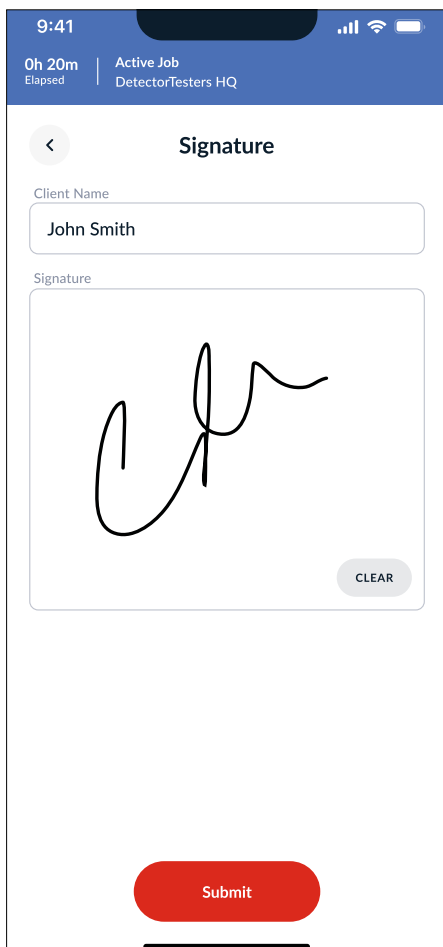 9:41
0h 20m
Elapsed
Active Job
DetectorTesters HQ
Signature
Client Name
John Smith
Signature
CLEAR
Submit